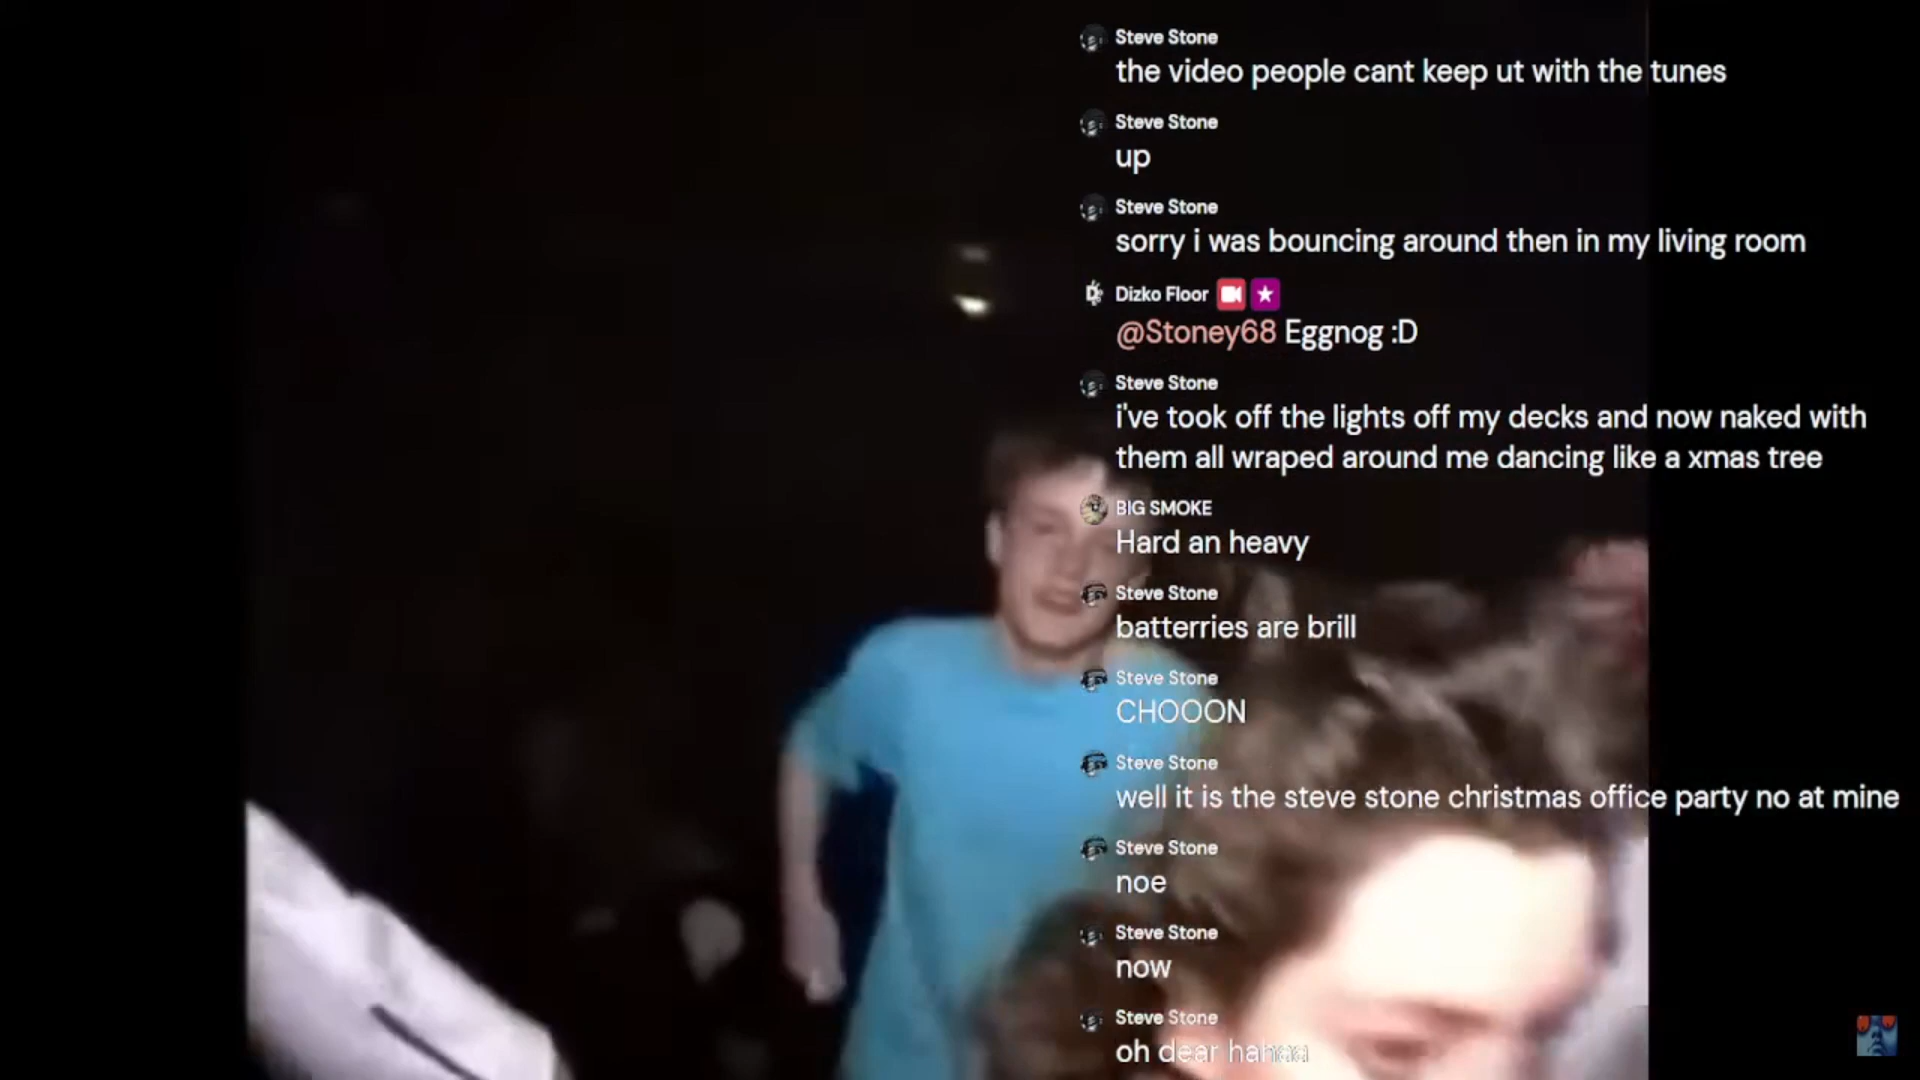 Steve Stone
the video people cant keep ut with the tunes
Steve Stone
up
Steve Stone
sorry i was bouncing around then in my living room
Dizko Floor
@Stoney68 Eggnog :D
Steve Stone
i've took off the lights off my decks and now naked with
them all wraped around me dancing like a xmas tree
BIG SMOKE
Hard an heavy
Steve Stone
batterries are brill
Steve Stone
CHOOON
Steve Stone
well it is the steve stone christmas office party no at mine
Steve Stone
noe
Steve Stone
now
Steve Stone
oh dear